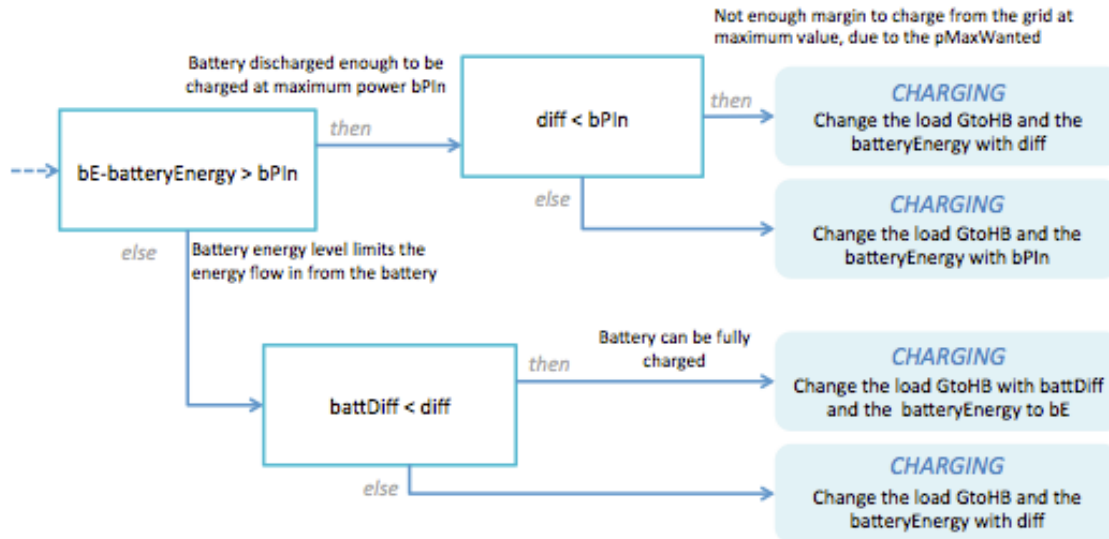 Not enough margin to charge from the grid at
maximum value, due to the pMaxWanted
Battery discharged enough to be
charged at maximum power bPIn
then
diff < bPIn
then
CHARGING
Change the load GtoHB and the
batteryEnergy with diff
bE-batteryEnergy > bPIn
else
CHARGING
Change the load GtoHB and the
batteryEnergy with bPIn
else
Battery energy level limits the
energy flow in from the battery
battDiff < diff
then
Battery can be fully
charged
CHARGING
Change the load GtoHB with battDiff
and the batteryEnergy to bE
else
CHARGING
Change the load GtoHB and the
batteryEnergy with diff